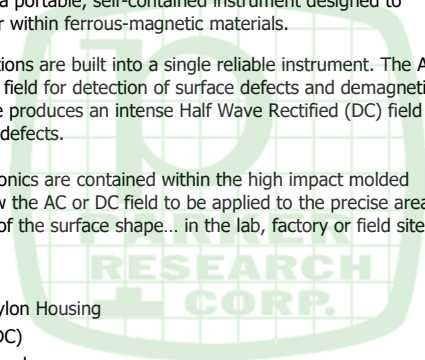 a portable, self-contained instrument designed to
r within ferrous-magnetic materials.
tions are built into a single reliable instrument. The A
field for detection of surface defects and demagneti
e produces an intense Half Wave Rectified (DC) field
defects.
onics are contained within the high impact molded
w the AC or DC field to be applied to the precise area
of the surface shape... in the lab, factory or field site
PARKER
RESEARCH
CORP.
ylon Housing
DC)